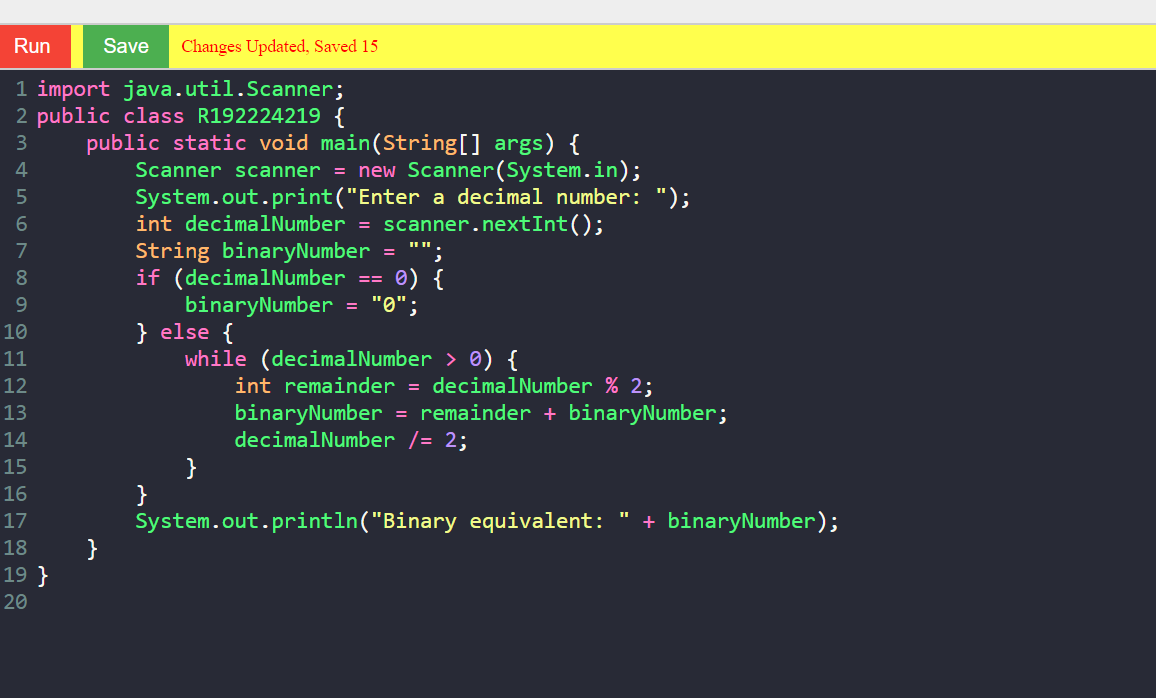 Run Save Changes Updated, Saved 15
1 import java.util.Scanner;
2 public class R192224219 {
3     public static void main(String[] args) {
4         Scanner scanner = new Scanner(System.in);
5         System.out.print("Enter a decimal number: ");
6         int decimalNumber = scanner.nextInt();
7         String binaryNumber = "";
8         if (decimalNumber == 0) {
9             binaryNumber = "0";
10         } else {
11             while (decimalNumber > 0) {
12                 int remainder = decimalNumber % 2;
13                 binaryNumber = remainder + binaryNumber;
14                 decimalNumber /= 2;
15             }
16         }
17         System.out.println("Binary equivalent: " + binaryNumber);
18     }
19 }
20